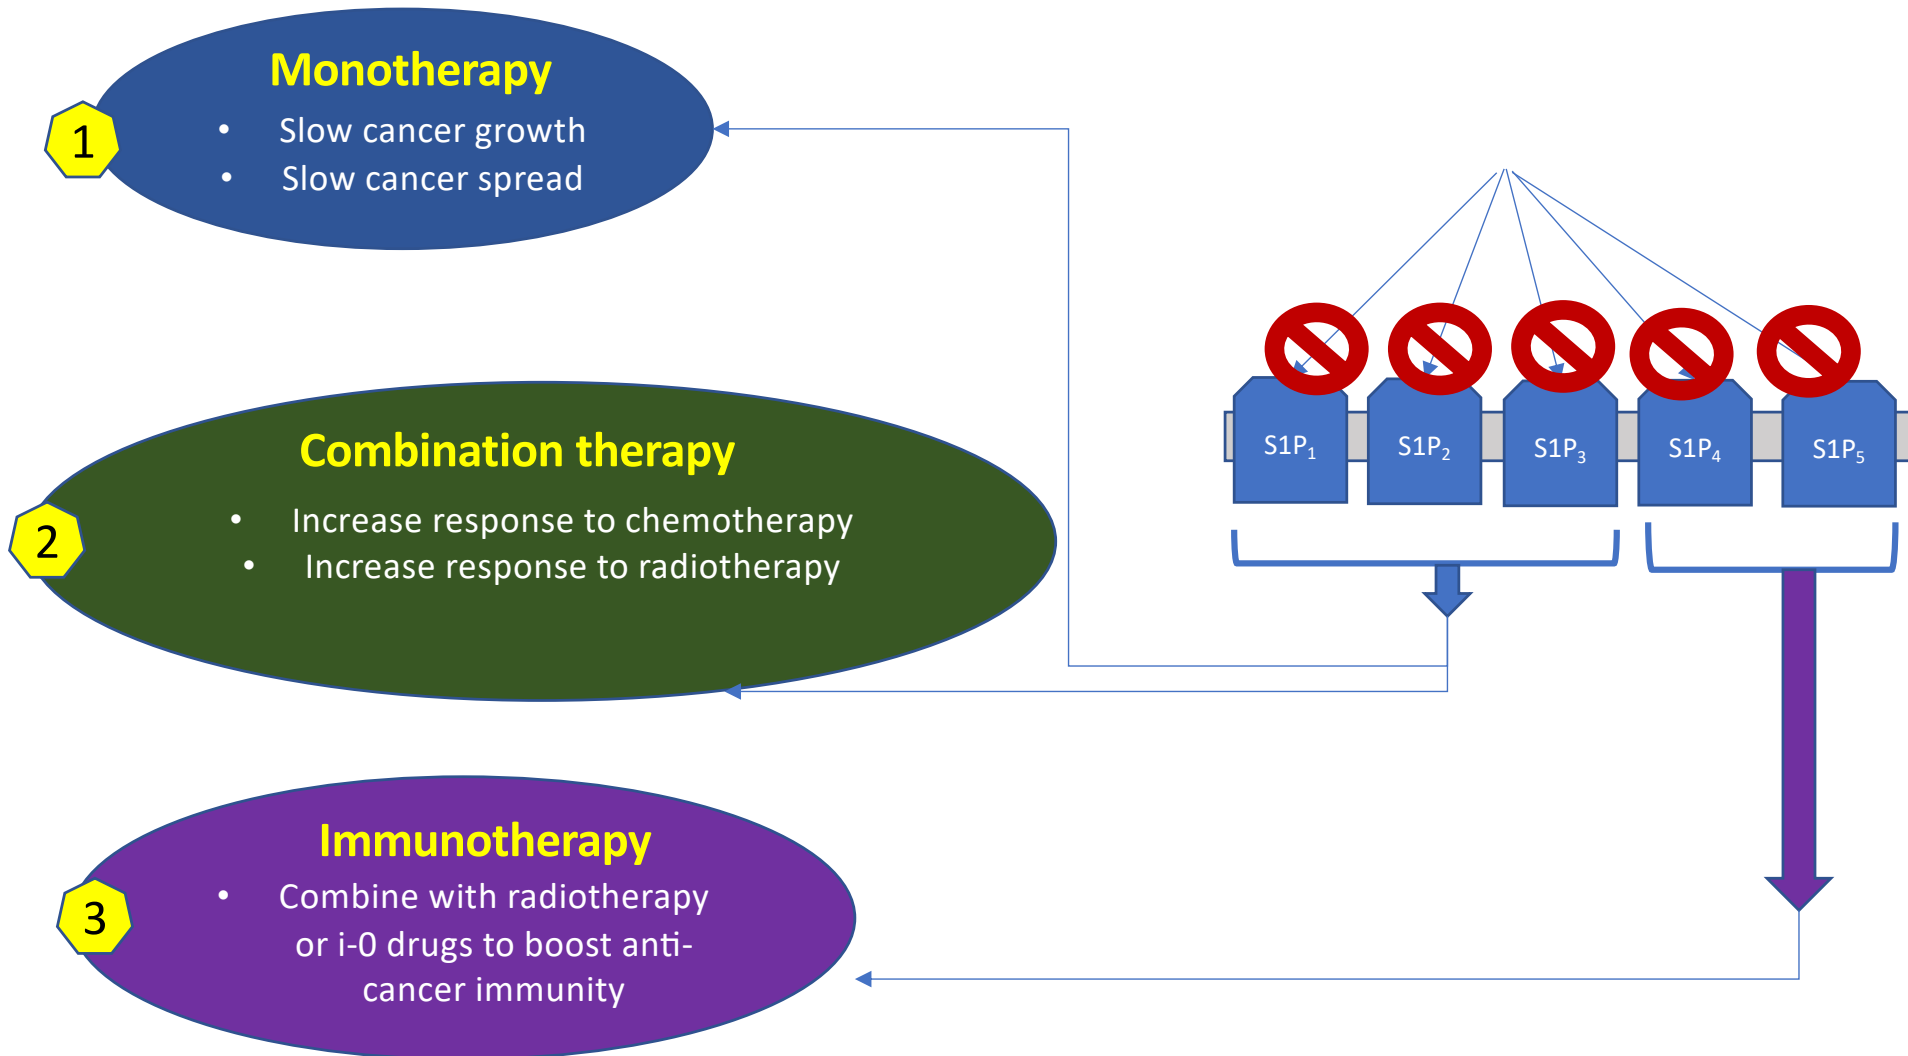 Monotherapy
• Slow cancer growth
• Slow cancer spread
1
Combination therapy
• Increase response to chemotherapy
• Increase response to radiotherapy
2
Immunotherapy
• Combine with radiotherapy
or i-0 drugs to boost anti-
cancer immunity
3
S1P₁ S1P₂ S1P₃ S1P₄ S1P₅